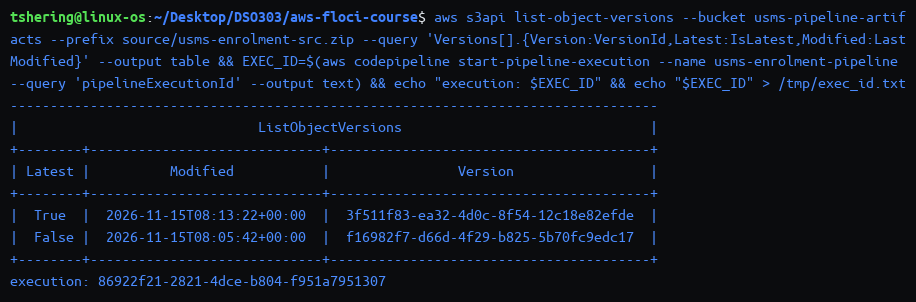 tshering@linux-os:~/Desktop/DSO303/aws-floci-course$ aws s3api list-object-versions --bucket usms-pipeline-artif
acts --prefix source/usms-enrolment-src.zip --query 'Versions[].{Version:VersionId,Latest:IsLatest,Modified:Last
Modified}' --output table && EXEC_ID=$(aws codepipeline start-pipeline-execution --name usms-enrolment-pipeline
--query 'pipelineExecutionId' --output text) && echo "execution: $EXEC_ID" && echo "$EXEC_ID" > /tmp/exec_id.txt
--------------------------------------------------------------------------------
|                              ListObjectVersions                              |
+--------+----------------------------+----------------------------------------+
| Latest |          Modified          |                Version                 |
+--------+----------------------------+----------------------------------------+
|  True  |  2026-11-15T08:13:22+00:00 |  3f511f83-ea32-4d0c-8f54-12c18e82efde  |
|  False |  2026-11-15T08:05:42+00:00 |  f16982f7-d66d-4f29-b825-5b70fc9edc17  |
+--------+----------------------------+----------------------------------------+
execution: 86922f21-2821-4dce-b804-f951a7951307